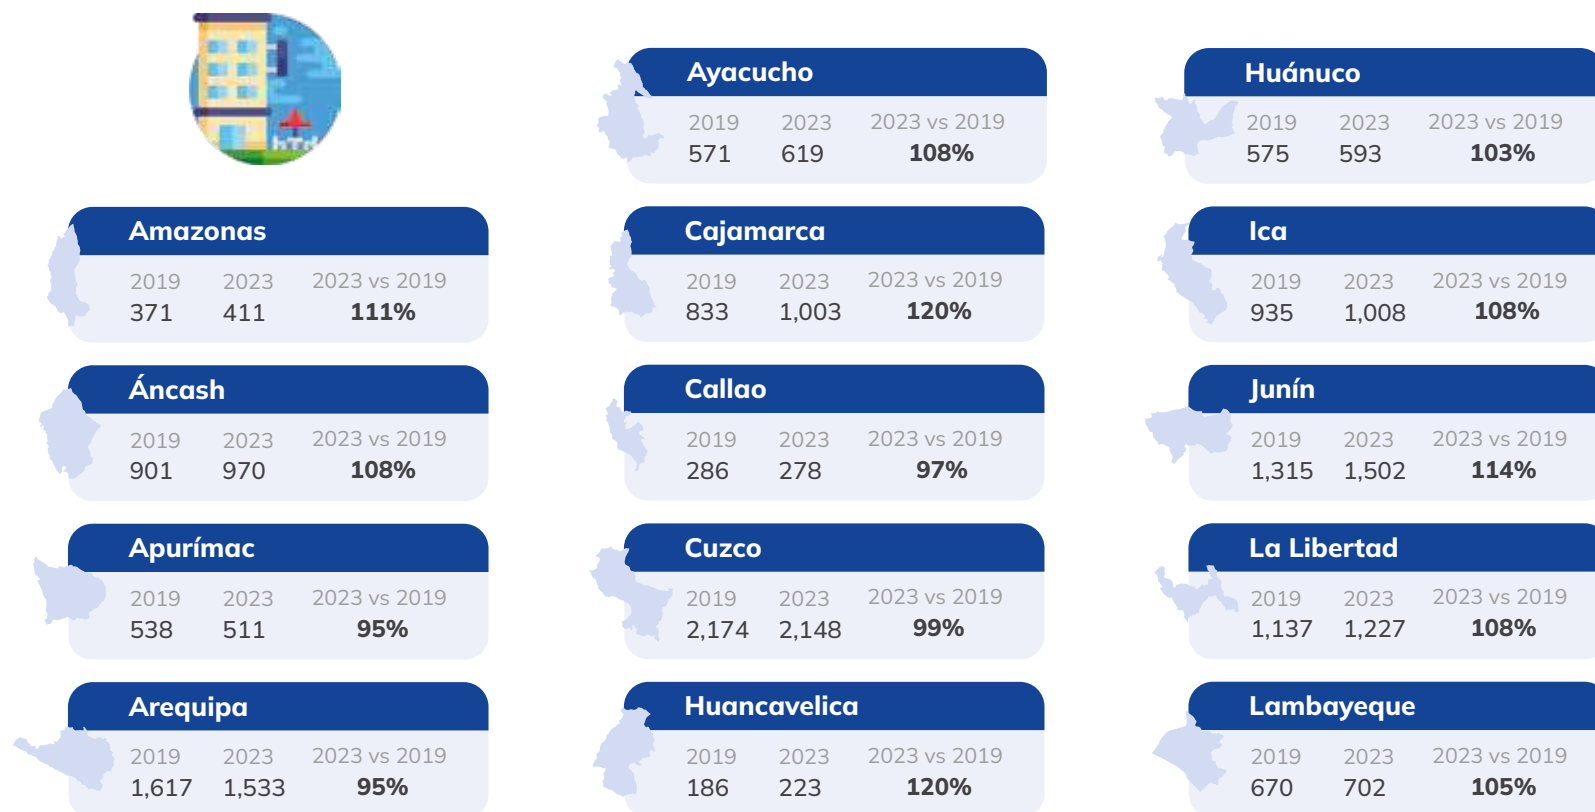 Amazonas
2019 2023 2023 vs 2019
371 411 111%
Áncash
2019 2023 2023 vs 2019
901 970 108%
Apurímac
2019 2023 2023 vs 2019
538 511 95%
Arequipa
2019 2023 2023 vs 2019
1,617 1,533 95%
Ayacucho
2019 2023 2023 vs 2019
571 619 108%
Cajamarca
2019 2023 2023 vs 2019
833 1,003 120%
Callao
2019 2023 2023 vs 2019
286 278 97%
Cuzco
2019 2023 2023 vs 2019
2,174 2,148 99%
Huancavelica
2019 2023 2023 vs 2019
186 223 120%
Huánuco
2019 2023 2023 vs 2019
575 593 103%
Ica
2019 2023 2023 vs 2019
935 1,008 108%
Junín
2019 2023 2023 vs 2019
1,315 1,502 114%
La Libertad
2019 2023 2023 vs 2019
1,137 1,227 108%
Lambayeque
2019 2023 2023 vs 2019
670 702 105%